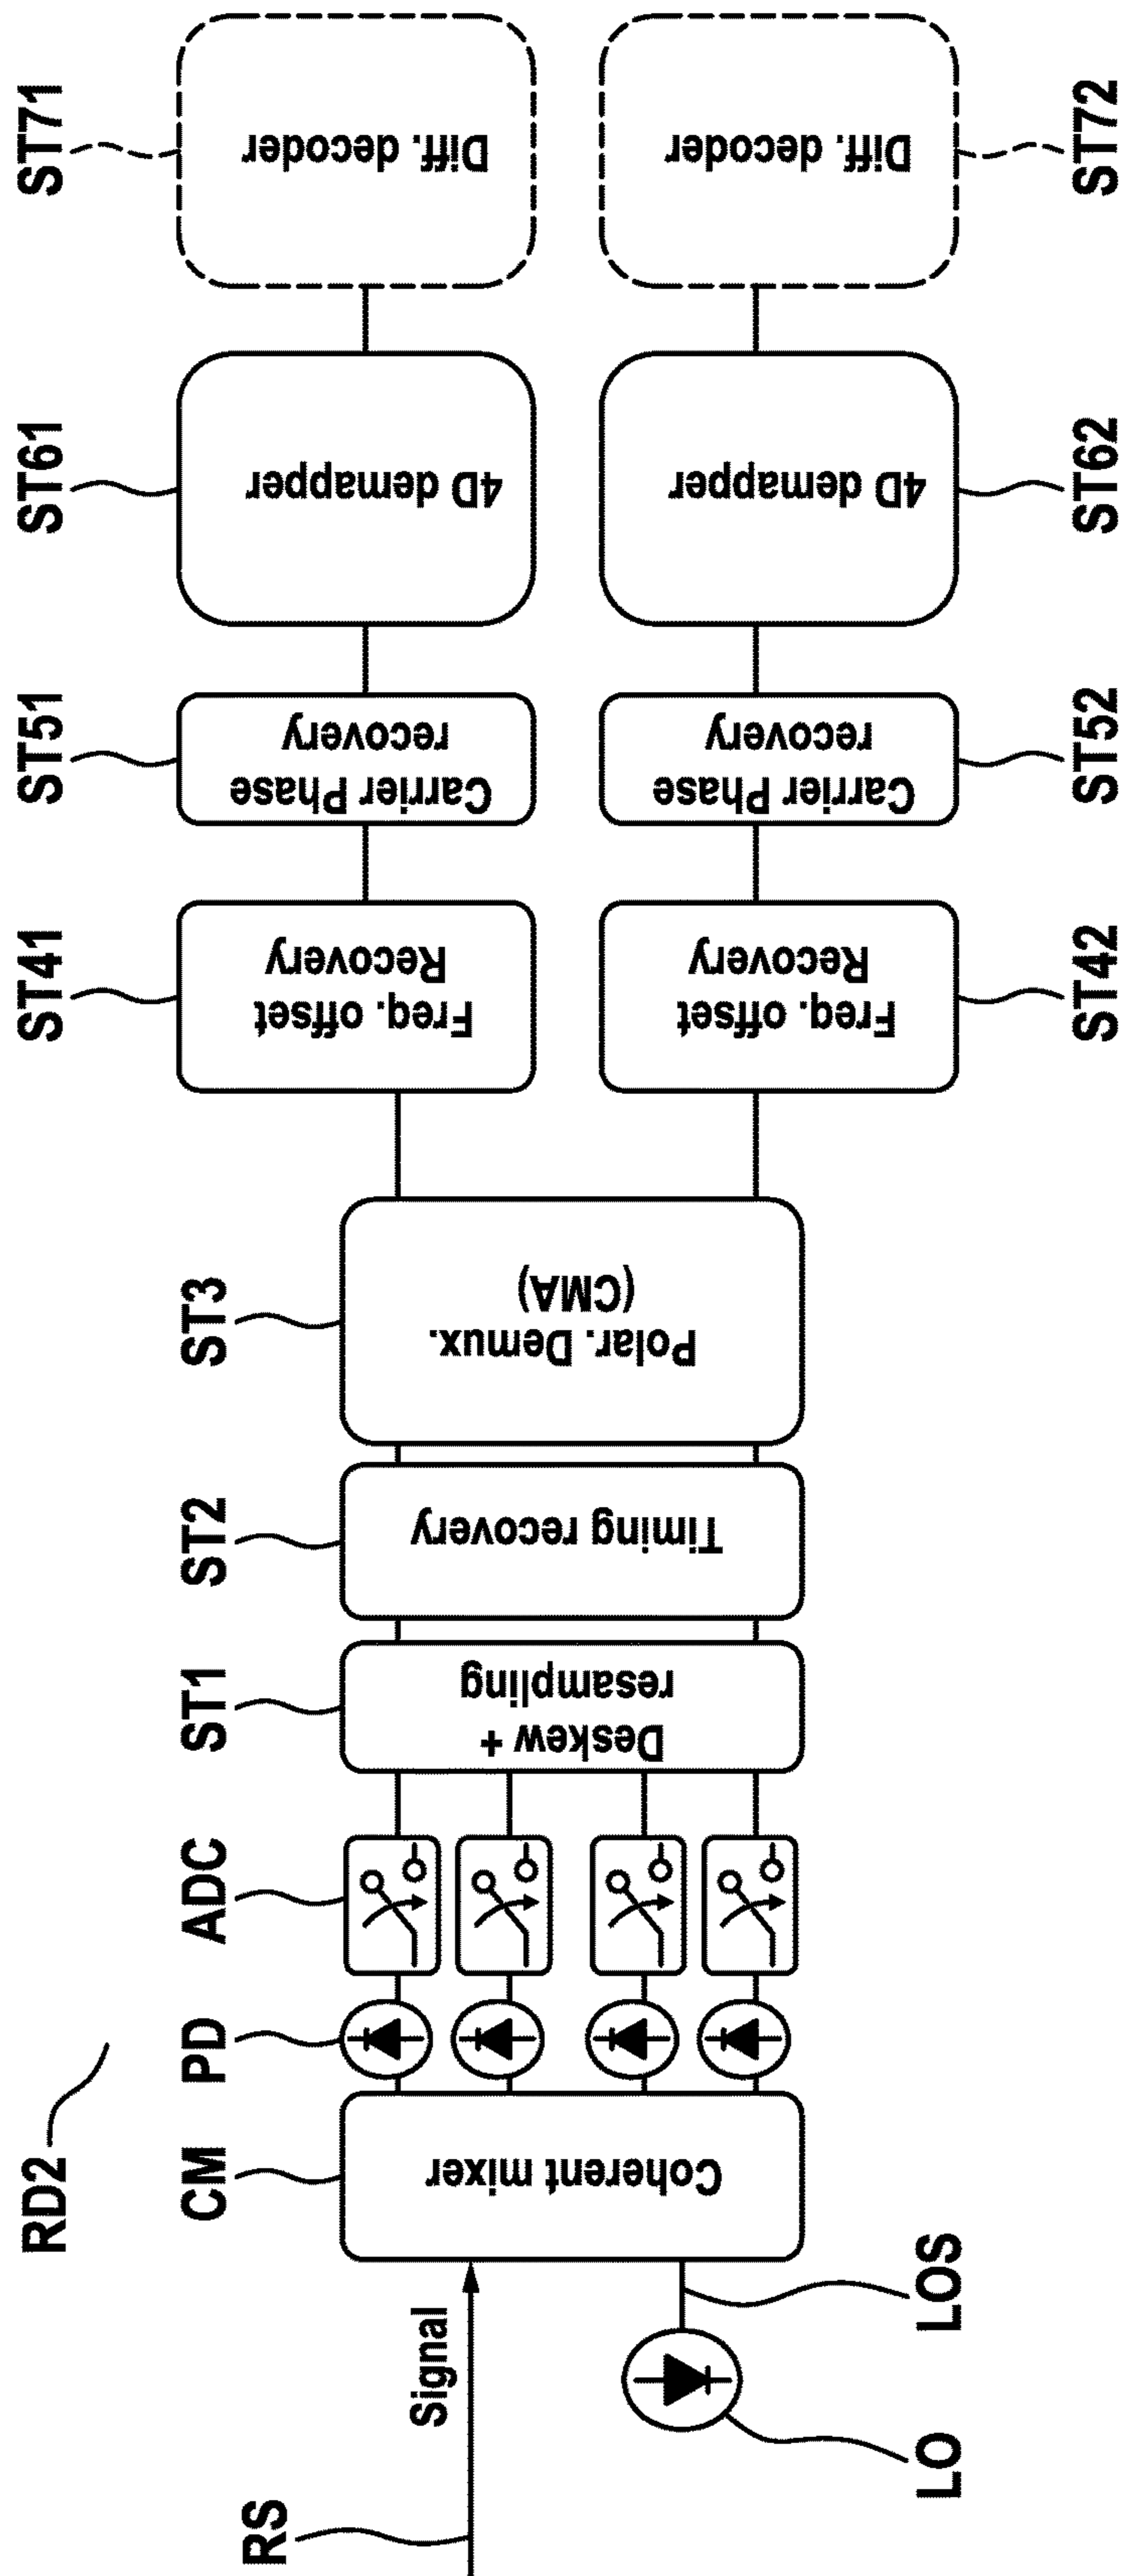 RD2
RS
Signal
LO
LOS
CM
Coherent mixer
PD
ADC
ST1
Deskew +
resampling
ST2
Timing recovery
ST3
Polar. Demux.
(CMA)
ST41
Freq. offset
Recovery
ST51
Carrier Phase
recovery
ST61
4D demapper
ST71
Diff. decoder
Freq. offset
Recovery
ST42
Carrier Phase
recovery
ST52
4D demapper
ST62
Diff. decoder
ST72